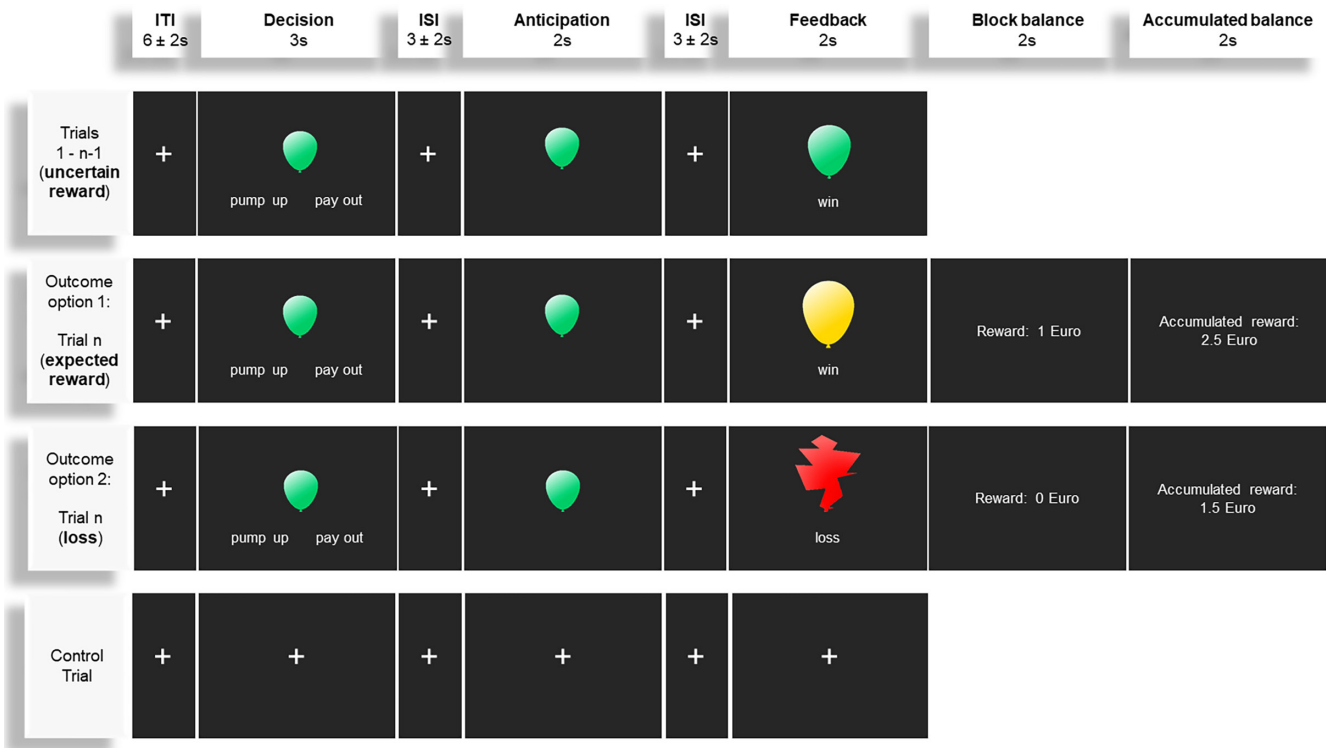 ITI
6 ± 2s
Decision
3s
ISI
3 ± 2s
Anticipation
2s
ISI
3 ± 2s
Feedback
2s
Block balance
2s
Accumulated balance
2s
Trials
1 - n-1
(uncertain
reward)
+
pump up pay out
+
+
win
Outcome
option 1:
Trial n
(expected
reward)
+
pump up pay out
+
+
win
Reward: 1 Euro
Accumulated reward:
2.5 Euro
Outcome
option 2:
Trial n
(loss)
+
pump up pay out
+
+
loss
Reward: 0 Euro
Accumulated reward:
1.5 Euro
Control
Trial
+
+
+
+
+
+